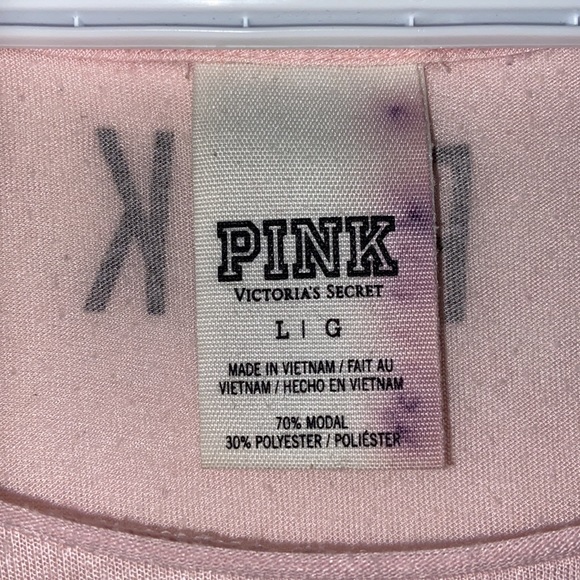 PINK
VICTORIA'S SECRET
L | G
MADE IN VIETNAM / FAIT AU
VIETNAM / HECHO EN VIETNAM
70% MODAL
30% POLYESTER / POLIÉSTER